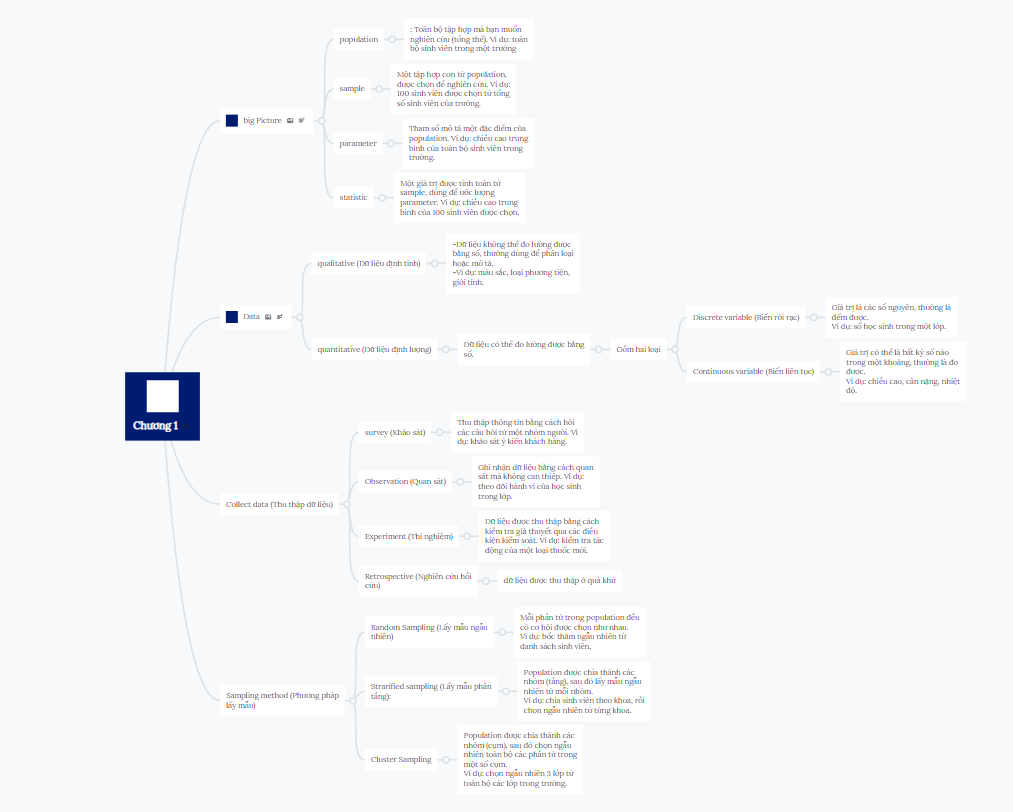 population
: Toàn bộ tập hợp mà bạn muốn
nghiên cứu (tổng thể). Ví dụ: toàn
bộ sinh viên trong một trường
sample
Một tập hợp con từ population,
được chọn để nghiên cứu. Ví dụ:
100 sinh viên được chọn từ tổng
số sinh viên của trường.
big Picture
parameter
Tham số mô tả một đặc điểm của
population. Ví dụ: chiều cao trung
bình của toàn bộ sinh viên trong
trường.
statistic
Một giá trị được tính toán từ
sample, dùng để ước lượng
parameter. Ví dụ: chiều cao trung
bình của 100 sinh viên được chọn.
Data
qualitative (Dữ liệu định tính)
-Dữ liệu không thể đo lường được
bằng số, thường dùng để phân loại
hoặc mô tả.
-Ví dụ: màu sắc, loại phương tiện,
giới tính.
quantitative (Dữ liệu định lượng)
Dữ liệu có thể đo lường được bằng
số.
Gồm hai loại
Discrete variable (Biến rời rạc)
Giá trị là các số nguyên, thường là
đếm được.
Ví dụ: số học sinh trong một lớp.
Continuous variable (Biến liên tục)
Giá trị có thể là bất kỳ số nào
trong một khoảng, thường là đo
được.
Ví dụ: chiều cao, cân nặng, nhiệt
độ.
Chương 1
Collect data (Thu thập dữ liệu)
survey (Khảo sát)
Thu thập thông tin bằng cách hỏi
các câu hỏi từ một nhóm người. Ví
dụ: khảo sát ý kiến khách hàng.
Observation (Quan sát)
Ghi nhận dữ liệu bằng cách quan
sát mà không can thiệp. Ví dụ:
theo dõi hành vi của học sinh
trong lớp.
Experiment (Thí nghiệm)
Dữ liệu được thu thập bằng cách
kiểm tra giả thuyết qua các điều
kiện kiểm soát. Ví dụ: kiểm tra tác
động của một loại thuốc mới.
Retrospective (Nghiên cứu hồi
cứu)
dữ liệu được thu thập ở quá khứ
Sampling method (Phương pháp
lấy mẫu)
Random Sampling (Lấy mẫu ngẫu
nhiên)
Mỗi phần tử trong population đều
có cơ hội được chọn như nhau.
Ví dụ: bốc thăm ngẫu nhiên từ
danh sách sinh viên.
Strarified sampling (Lấy mẫu phân
tầng):
Population được chia thành các
nhóm (tầng), sau đó lấy mẫu ngẫu
nhiên từ mỗi nhóm.
Ví dụ: chia sinh viên theo khoa, rồi
chọn ngẫu nhiên từ từng khoa.
Cluster Sampling
Population được chia thành các
nhóm (cụm), sau đó chọn ngẫu
nhiên toàn bộ các phần tử trong
một số cụm.
Ví dụ: chọn ngẫu nhiên 3 lớp từ
toàn bộ các lớp trong trường.